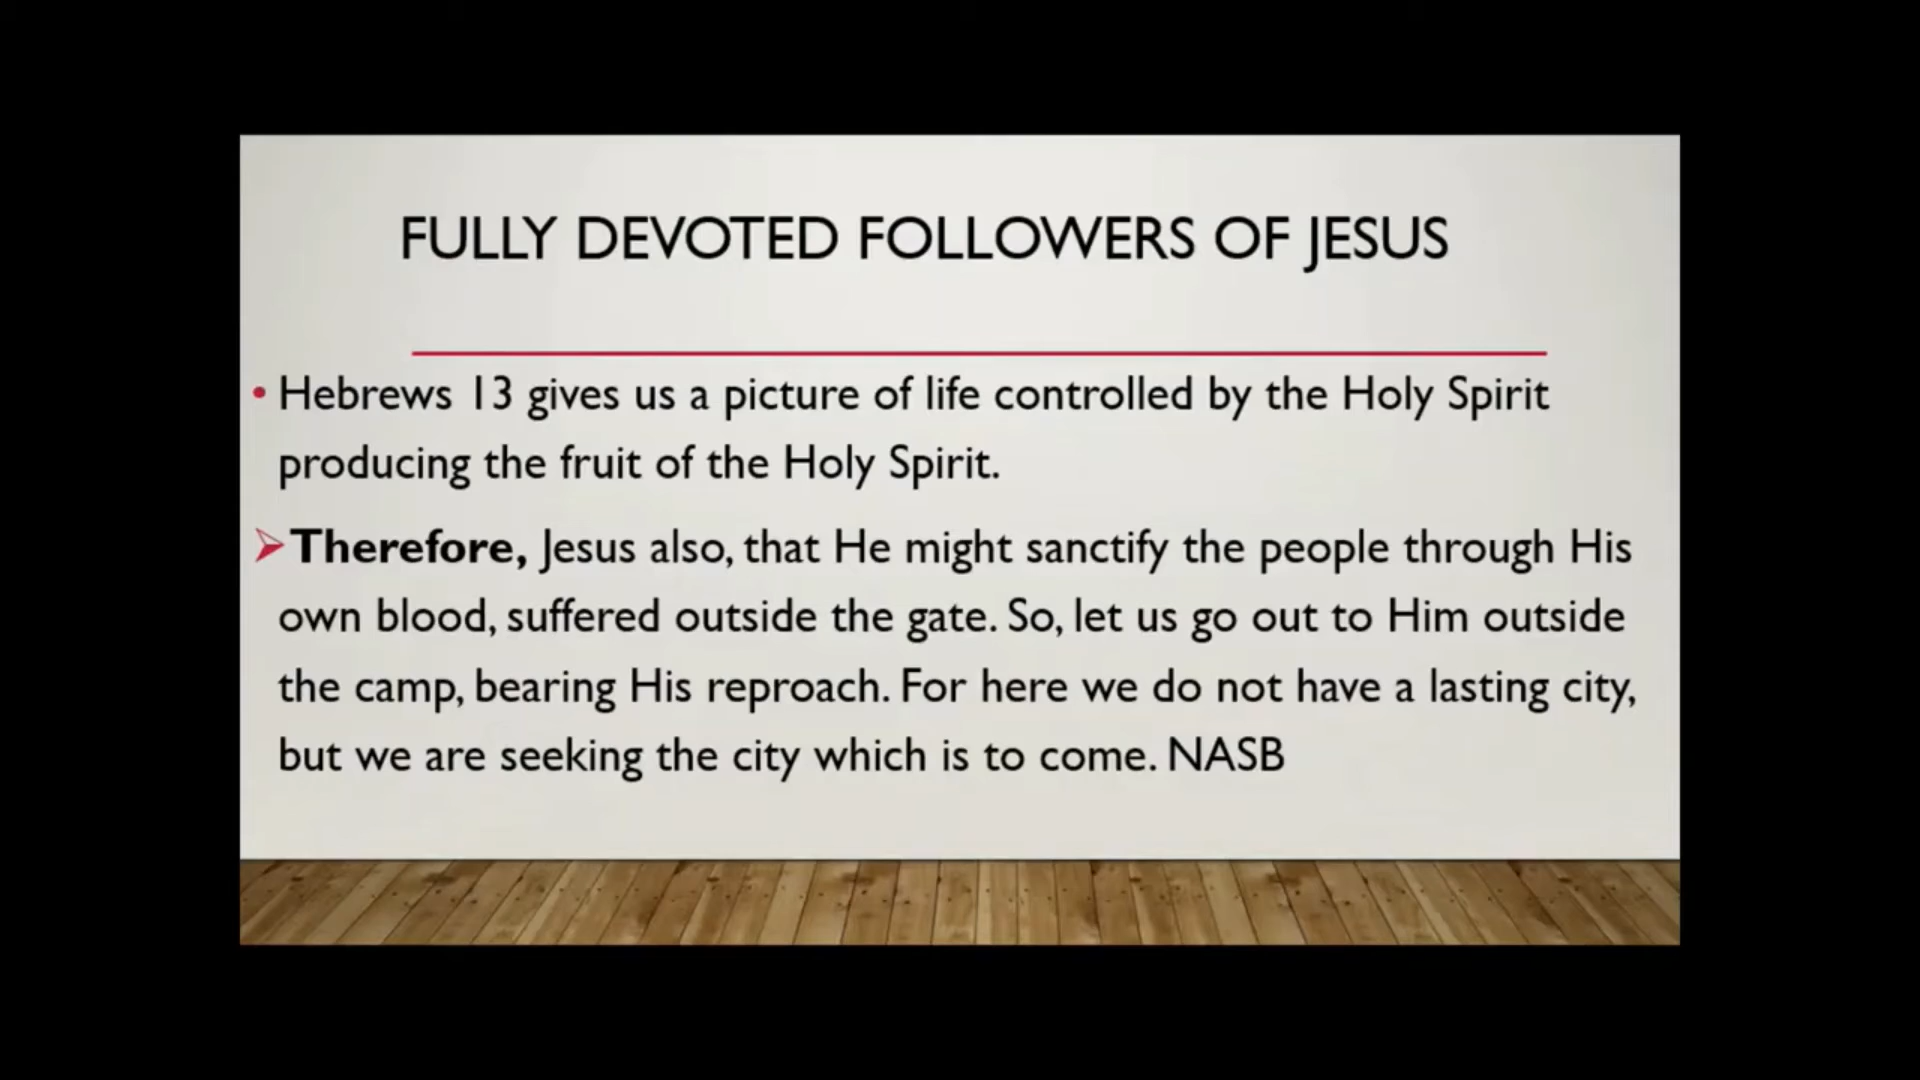 FULLY DEVOTED FOLLOWERS OF JESUS
• Hebrews 13 gives us a picture of life controlled by the Holy Spirit
producing the fruit of the Holy Spirit.
➢ Therefore, Jesus also, that He might sanctify the people through His
own blood, suffered outside the gate. So, let us go out to Him outside
the camp, bearing His reproach. For here we do not have a lasting city,
but we are seeking the city which is to come. NASB